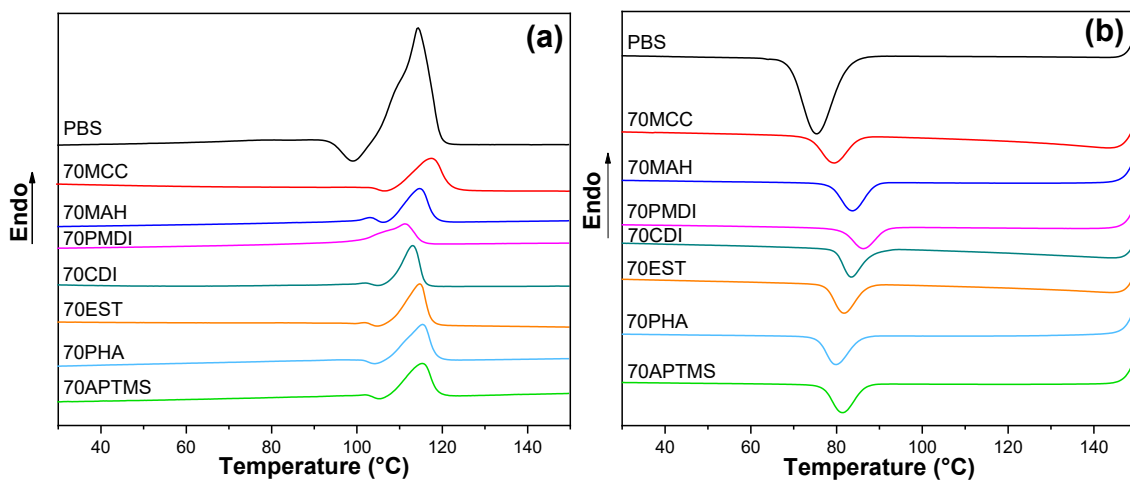 (a)
PBS
70MCC
70MAH
70PMDI
70CDI
70EST
70PHA
70APTMS
Endo
40 60 80 100 120 140
Temperature (°C)
(b)
PBS
70MCC
70MAH
70PMDI
70CDI
70EST
70PHA
70APTMS
Endo
40 60 80 100 120 140
Temperature (°C)